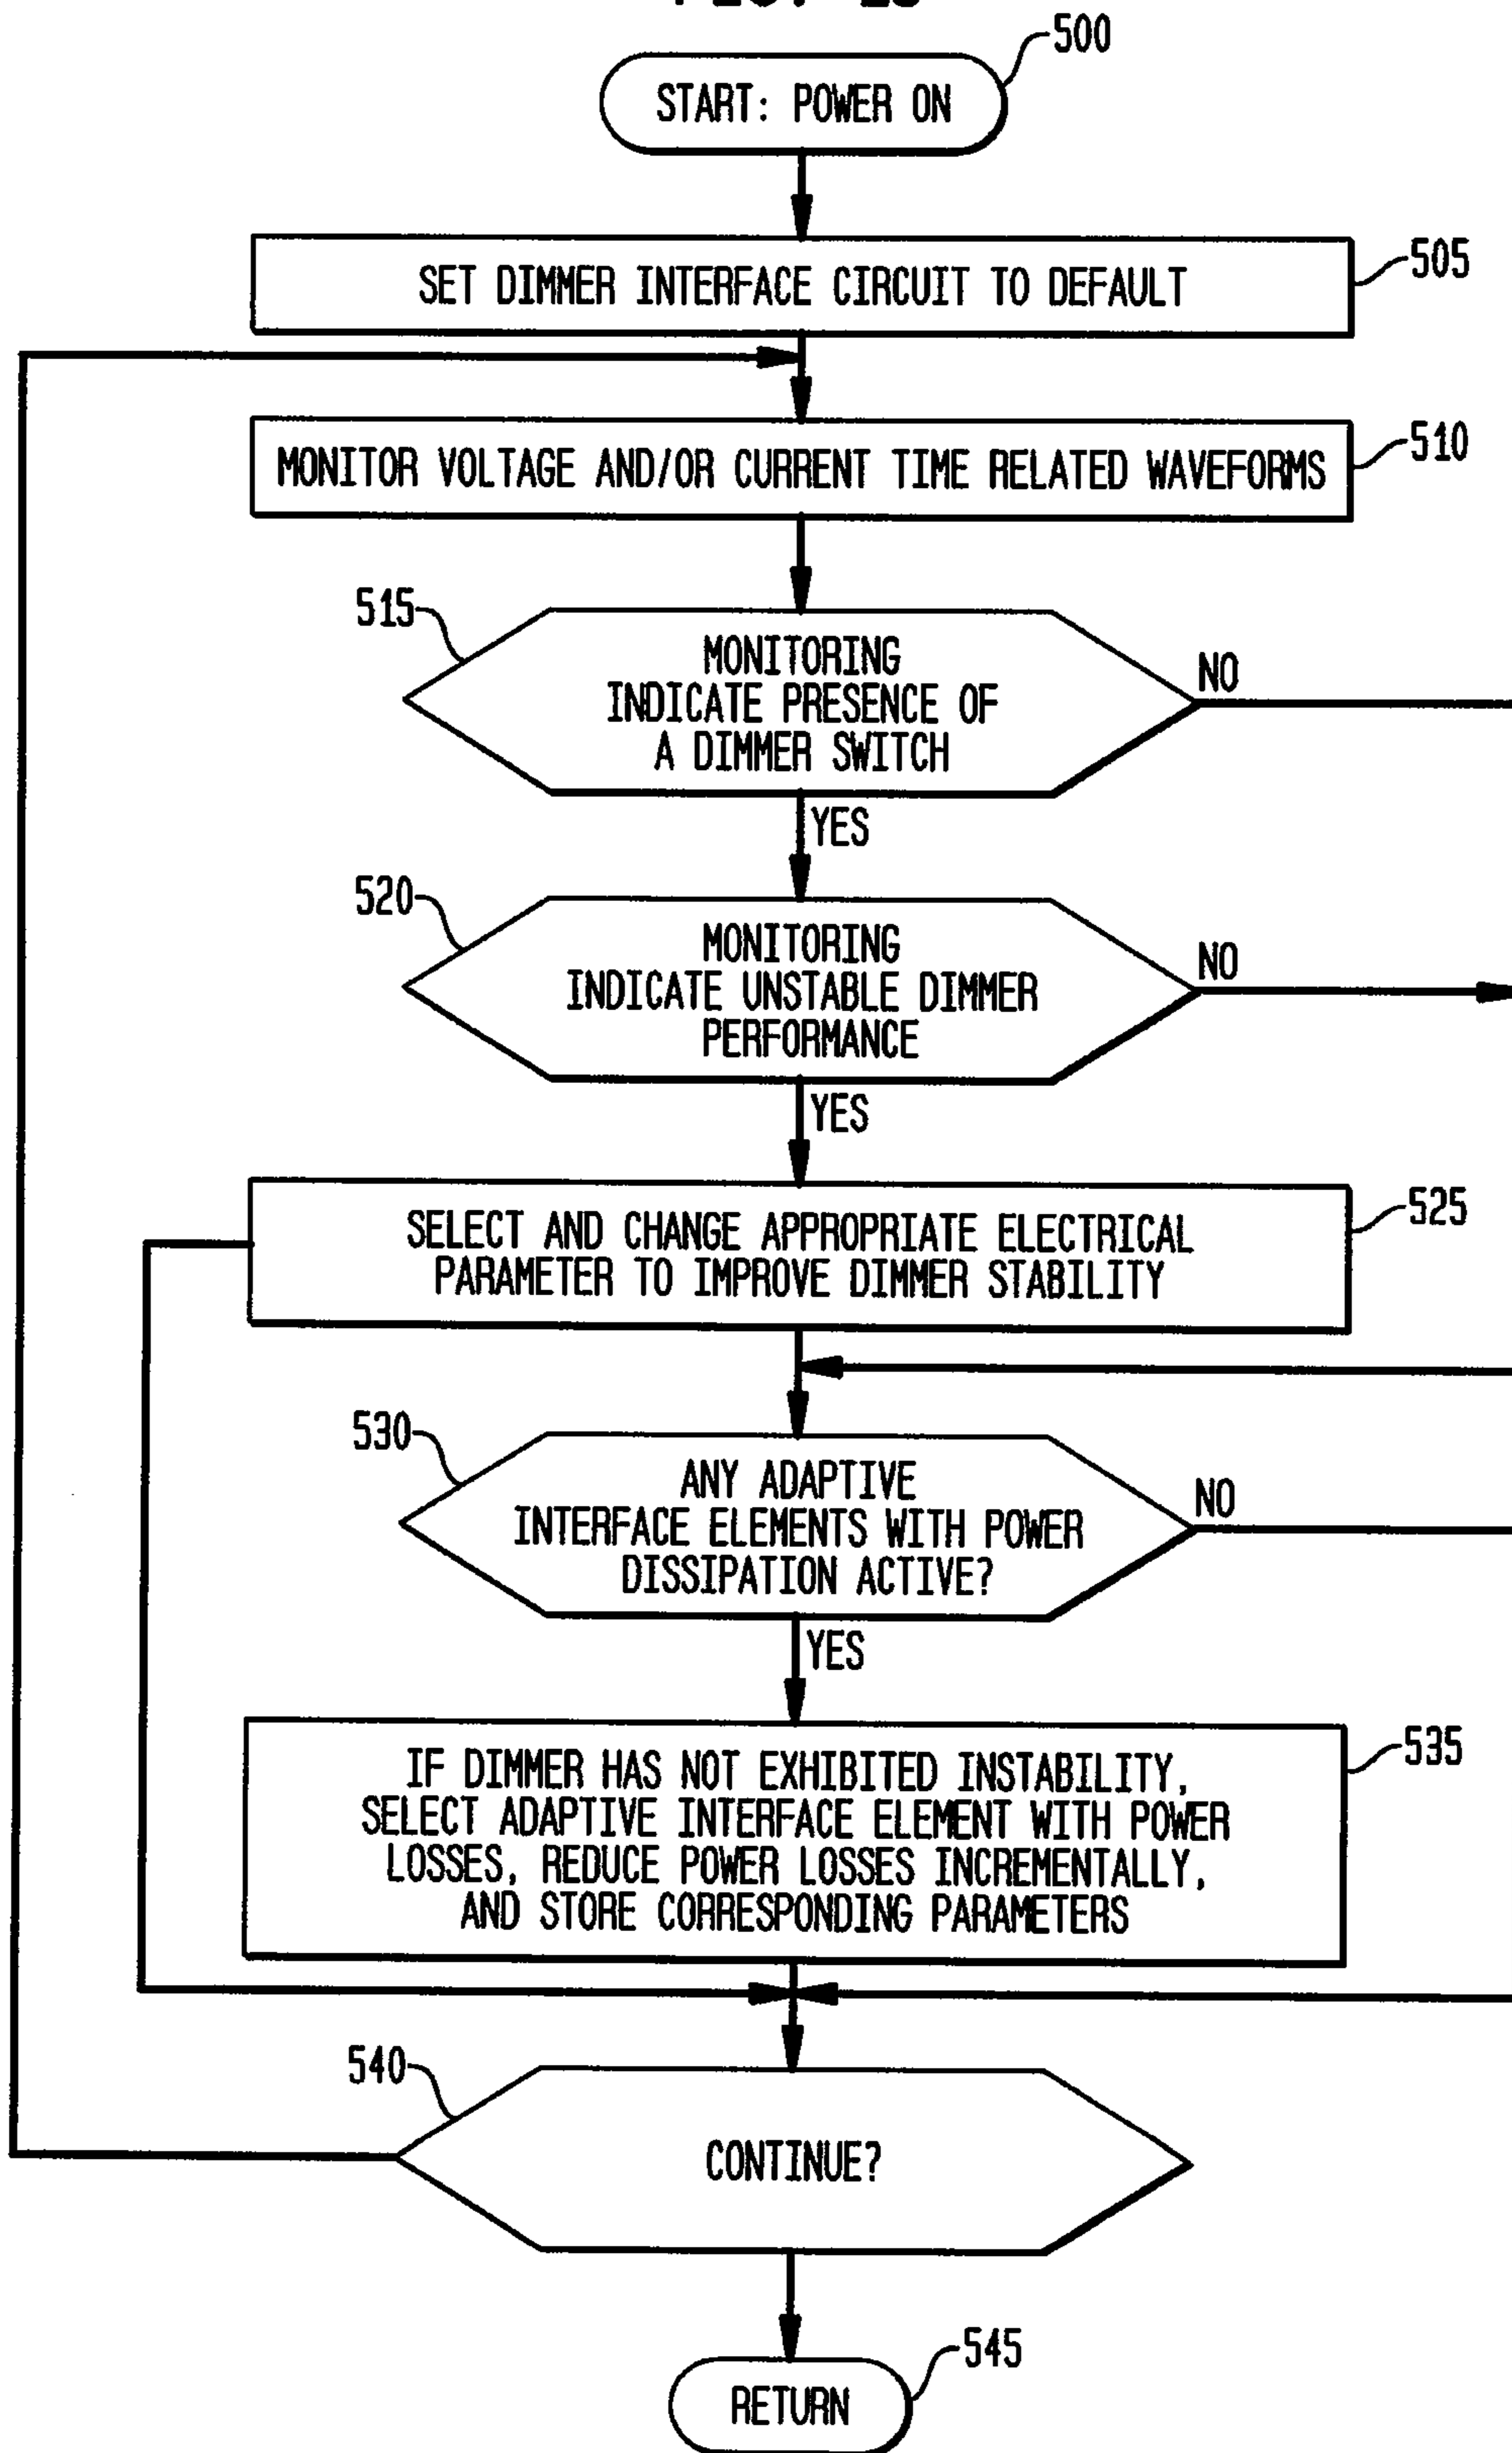 500
START: POWER ON
SET DIMMER INTERFACE CIRCUIT TO DEFAULT
505
MONITOR VOLTAGE AND/OR CURRENT TIME RELATED WAVEFORMS
510
515
MONITORING
INDICATE PRESENCE OF
A DIMMER SWITCH
NO
YES
520
MONITORING
INDICATE UNSTABLE DIMMER
PERFORMANCE
NO
YES
SELECT AND CHANGE APPROPRIATE ELECTRICAL
PARAMETER TO IMPROVE DIMMER STABILITY
525
530
ANY ADAPTIVE
INTERFACE ELEMENTS WITH POWER
DISSIPATION ACTIVE?
NO
YES
IF DIMMER HAS NOT EXHIBITED INSTABILITY,
SELECT ADAPTIVE INTERFACE ELEMENT WITH POWER
LOSSES, REDUCE POWER LOSSES INCREMENTALLY,
AND STORE CORRESPONDING PARAMETERS
535
540
CONTINUE?
545
RETURN